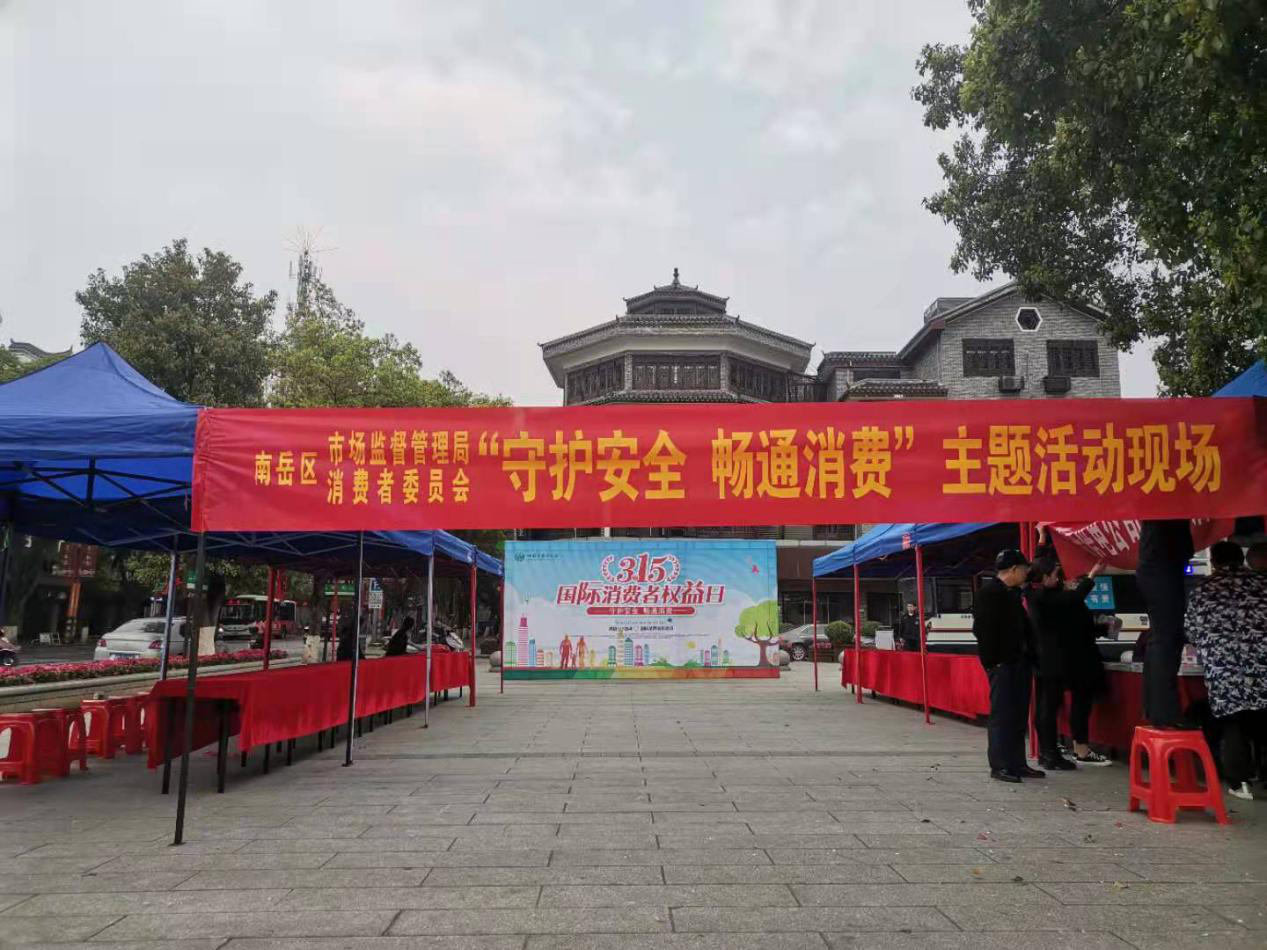 南岳区 市场监督管理局 消费者委员会 “守护安全 畅通消费” 主题活动现场
315
国际消费者权益日
守护安全 畅通消费